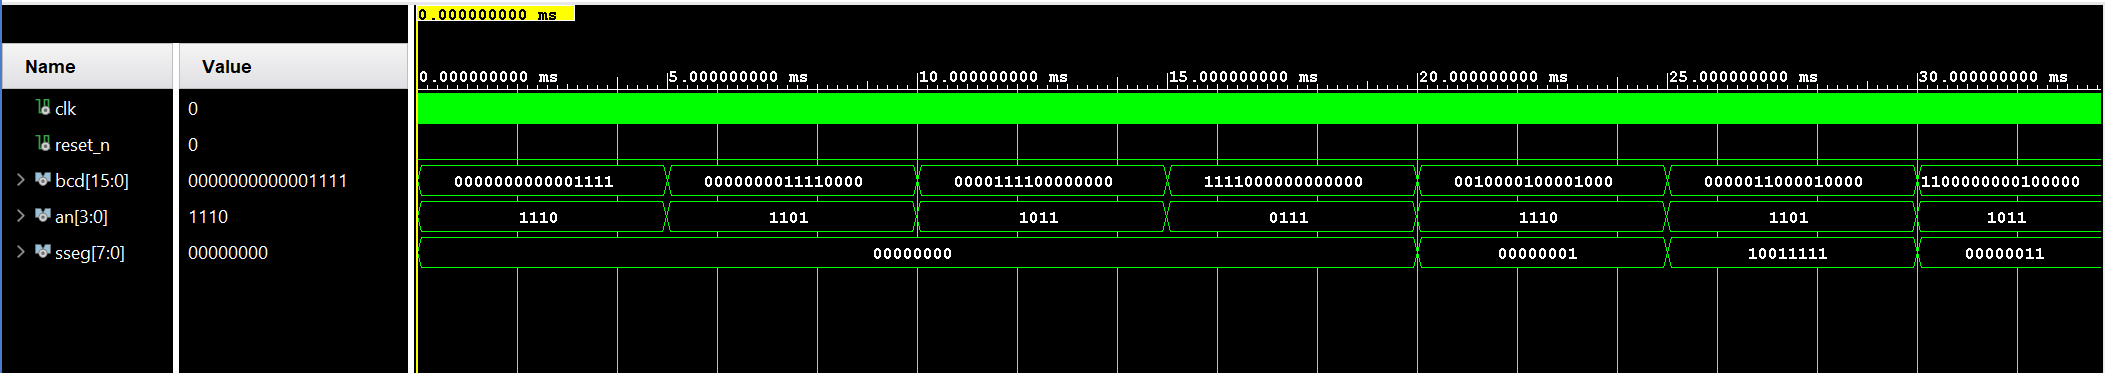 0.000000000 ms
Name Value
0.000000000 ms 5.000000000 ms 10.000000000 ms 15.000000000 ms 20.000000000 ms 25.000000000 ms 30.000000000 ms
clk 0
reset_n 0
bcd[15:0] 0000000000001111 0000000000001111 0000000011110000 0000111100000000 1111000000000000 0010000100001000 0000011000010000 1100000000100000
an[3:0] 1110 1110 1101 1011 0111 1110 1101 1011
sseg[7:0] 00000000 00000000 00000001 10011111 00000011